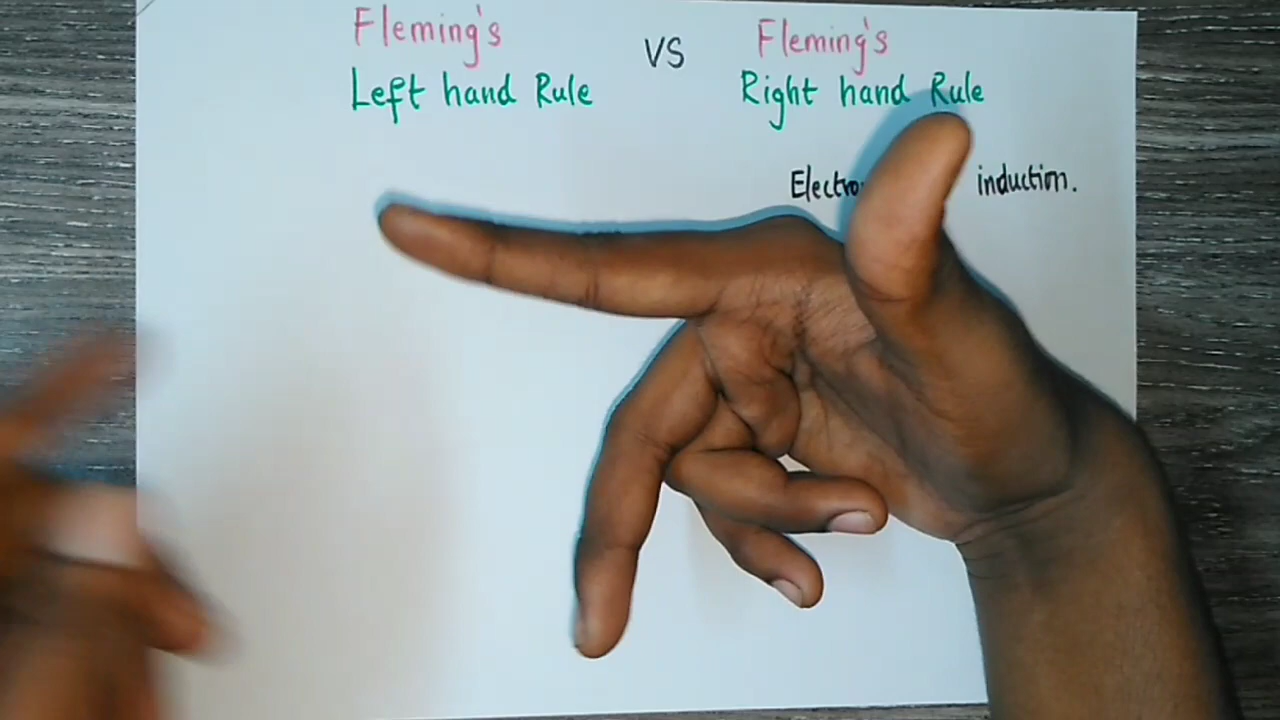 Fleming's
Left hand Rule
VS
Fleming's
Right hand Rule
induction.